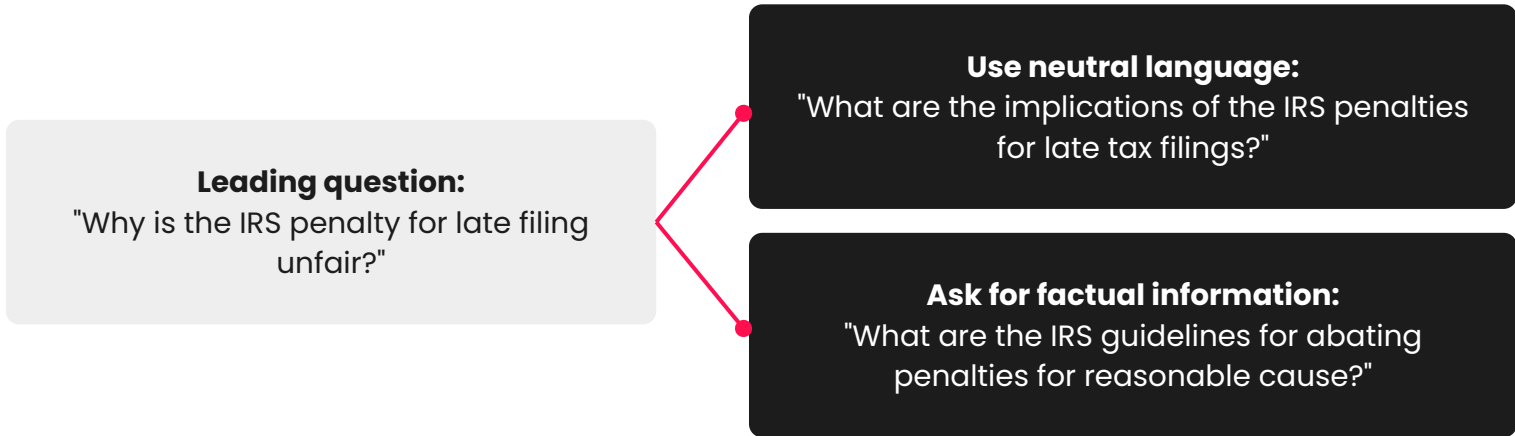 Leading question:
"Why is the IRS penalty for late filing
unfair?"
Use neutral language:
"What are the implications of the IRS penalties
for late tax filings?"
Ask for factual information:
"What are the IRS guidelines for abating
penalties for reasonable cause?"